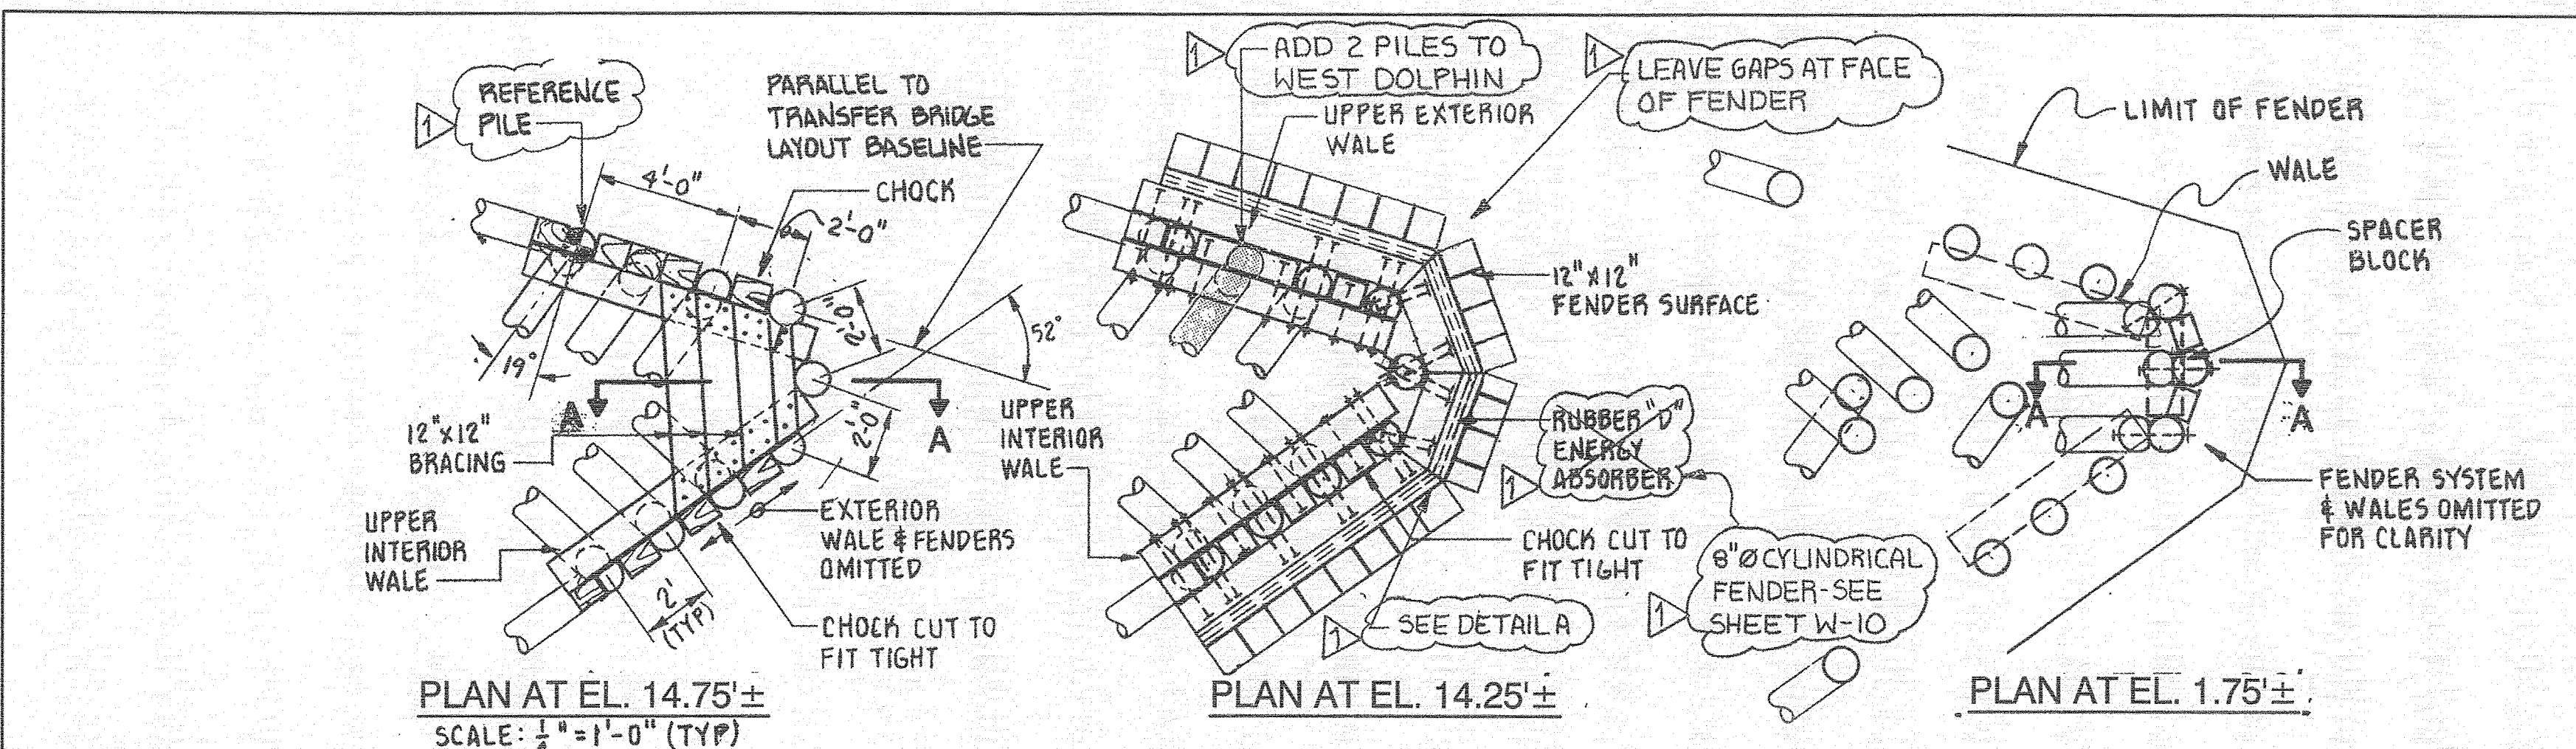 1
REFERENCE
PILE
PARALLEL TO
TRANSFER BRIDGE
LAYOUT BASELINE
CHOCK
4'-0"
2'-0"
2'-0"
52°
19°
A
A
2'-0"
12"X12"
BRACING
UPPER
INTERIOR
WALE
EXTERIOR
WALE & FENDERS
OMITTED
2'
(TYP)
CHOCK CUT TO
FIT TIGHT
PLAN AT EL. 14.75'±
SCALE: 1/4" = 1'-0" (TYP)
1
ADD 2 PILES TO
WEST DOLPHIN
UPPER EXTERIOR
WALE
1
LEAVE GAPS AT FACE
OF FENDER
12"X12"
FENDER SURFACE
UPPER
INTERIOR
WALE
RUBBER "D"
ENERGY
ABSORBER
1
CHOCK CUT TO
FIT TIGHT
8"Ø CYLINDRICAL
FENDER-SEE
SHEET W-10
1
SEE DETAIL A
1
PLAN AT EL. 14.25'±
LIMIT OF FENDER
WALE
SPACER
BLOCK
A
A
FENDER SYSTEM
& WALES OMITTED
FOR CLARITY
PLAN AT EL. 1.75'±